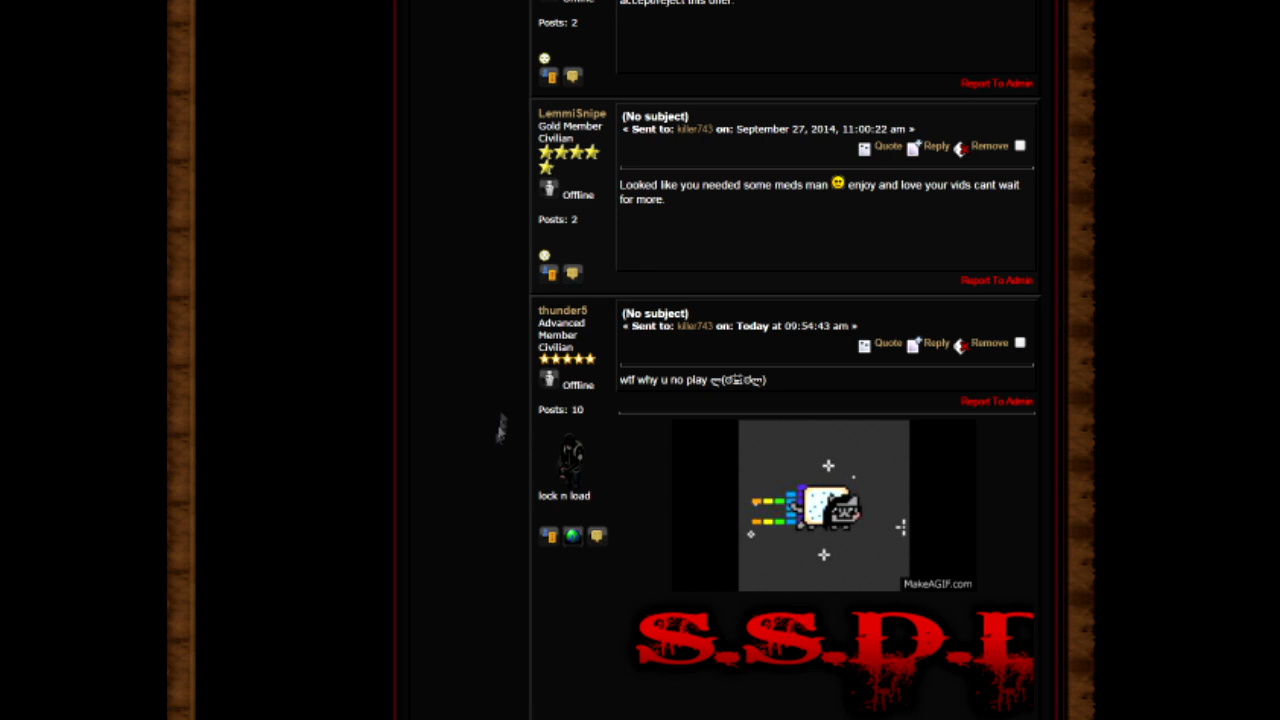 Offline
Posts: 2
Report To Admin
LemmiSnipe
Gold Member
Civilian
Offline
Posts: 2
(No subject)
« Sent to: killer743 on: September 27, 2014, 11:00:22 am »
Quote Reply Remove
Looked like you needed some meds man enjoy and love your vids cant wait
for more.
Report To Admin
thunder5
Advanced
Member
Civilian
Offline
Posts: 10
lock n load
(No subject)
« Sent to: killer743 on: Today at 09:54:43 am »
Quote Reply Remove
wtf why u no play
Report To Admin
MakeAGIF.com
S.S.D.